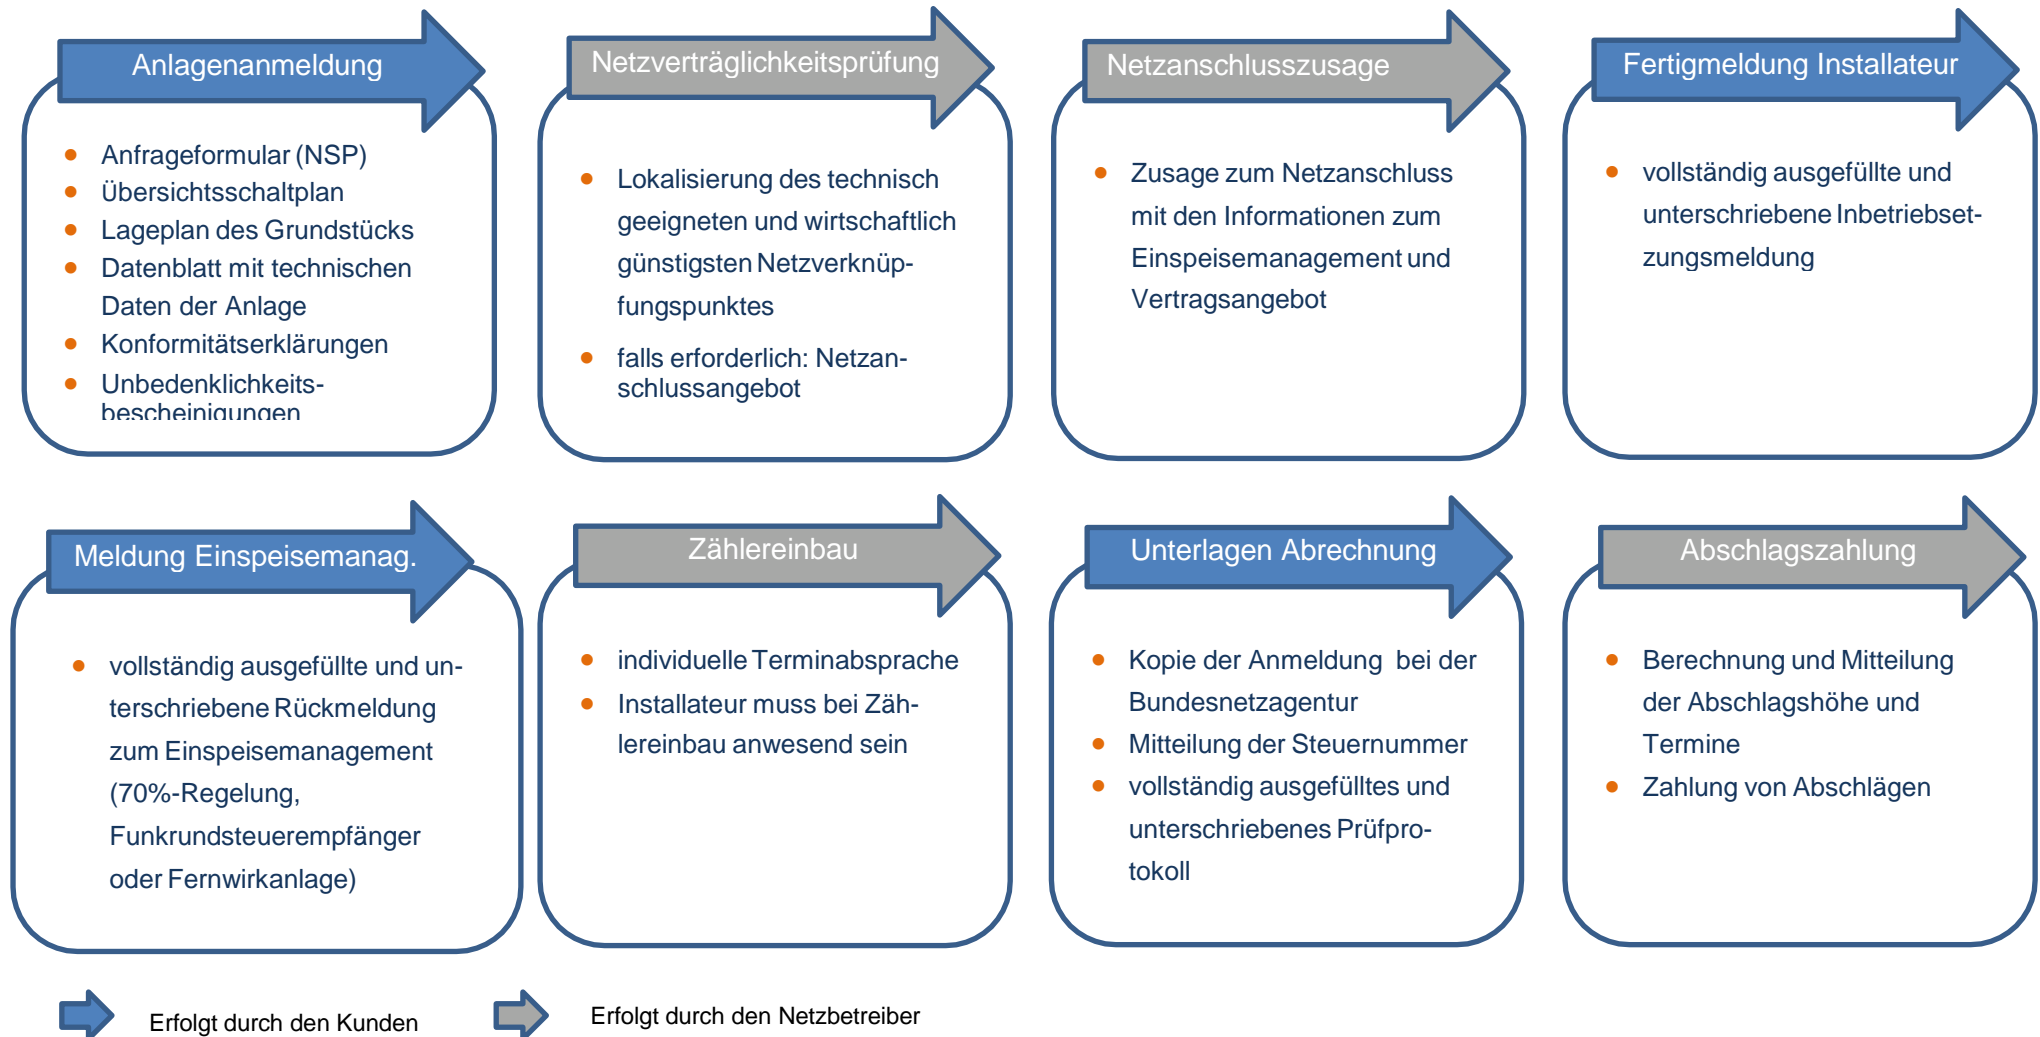 Anlagenanmeldung
Anfrageformular (NSP)
Übersichtsschaltplan
Lageplan des Grundstücks
Datenblatt mit technischen
Daten der Anlage
Konformitätserklärungen
Unbedenklichkeits-
bescheinigungen
Netzverträglichkeitsprüfung
Lokalisierung des technisch
geeigneten und wirtschaftlich
günstigsten Netzverknüp-
fungspunktes
falls erforderlich: Netzan-
schlussangebot
Netzanschlusszusage
Zusage zum Netzanschluss
mit den Informationen zum
Einspeisemanagement und
Vertragsangebot
Fertigmeldung Installateur
vollständig ausgefüllte und
unterschriebene Inbetriebset-
zungsmeldung
Meldung Einspeisemanag.
vollständig ausgefüllte und un-
terschriebene Rückmeldung
zum Einspeisemanagement
(70%-Regelung,
Funkrundsteuerempfänger
oder Fernwirkanlage)
Zählereinbau
individuelle Terminabsprache
Installateur muss bei Zäh-
lereinbau anwesend sein
Unterlagen Abrechnung
Kopie der Anmeldung bei der
Bundesnetzagentur
Mitteilung der Steuernummer
vollständig ausgefülltes und
unterschriebenes Prüfpro-
tokoll
Abschlagszahlung
Berechnung und Mitteilung
der Abschlagshöhe und
Termine
Zahlung von Abschlägen
Erfolgt durch den Kunden
Erfolgt durch den Netzbetreiber